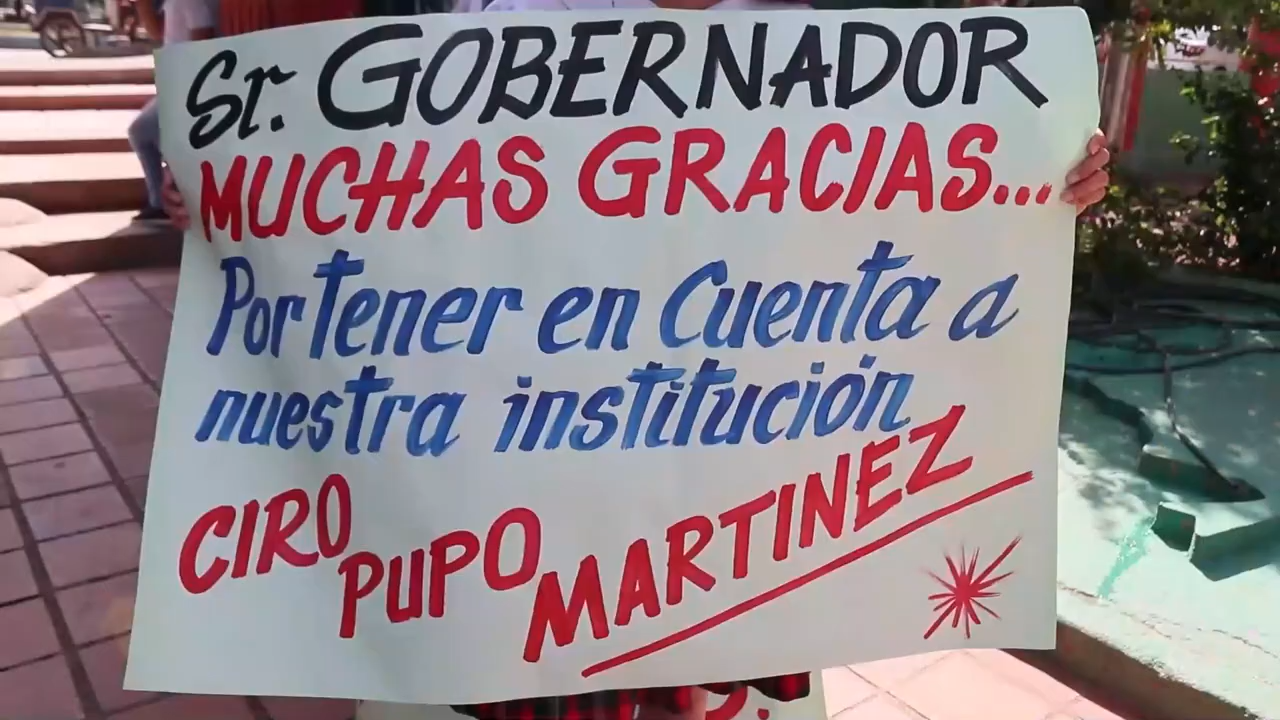 Sr. GOBERNADOR
MUCHAS GRACIAS...
Por Tener en Cuenta a
nuestra institución
CIRO PUPO MARTINEZ